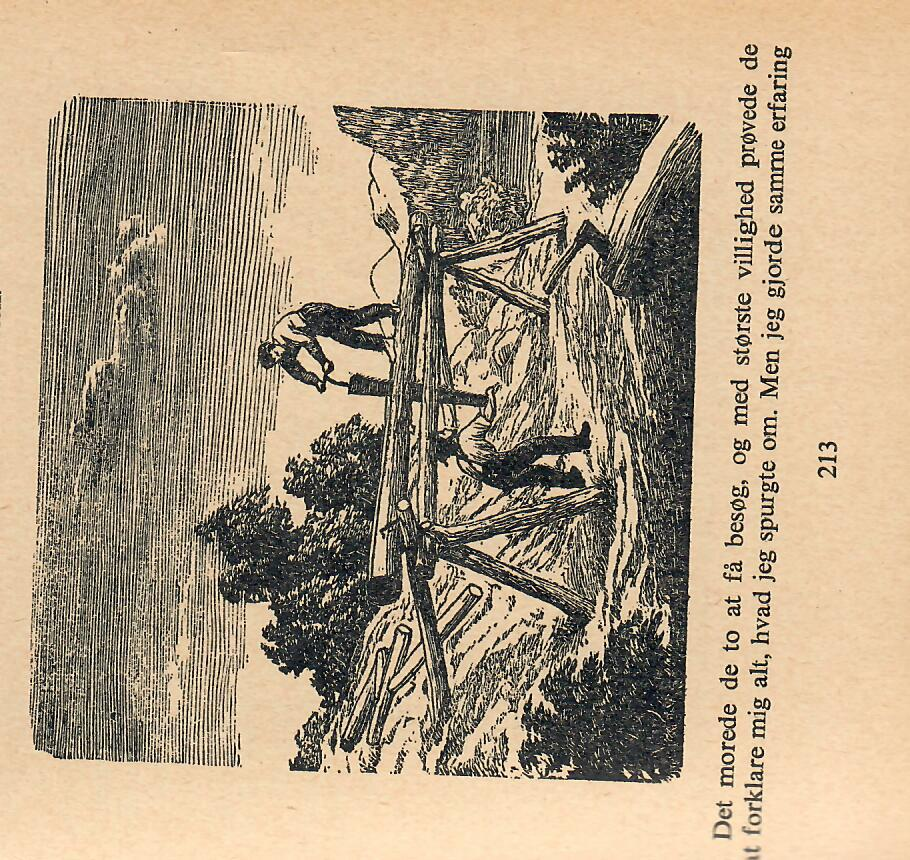 Det morede de to at få besøg, og med største villighed prøvede de
at forklare mig alt, hvad jeg spurgte om. Men jeg gjorde samme erfaring
213